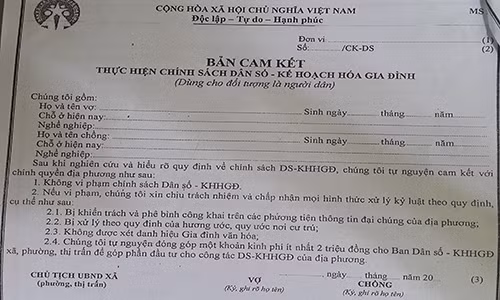 CỘNG HÒA XÃ HỘI CHỦ NGHĨA VIỆT NAM MS
Độc lập – Tự do – Hạnh phúc
Đơn vị (1)
Số: /CK-DS (2)
BẢN CAM KẾT
THỰC HIỆN CHÍNH SÁCH DÂN SỐ - KẾ HOẠCH HÓA GIA ĐÌNH
(Dùng cho đối tượng là người dân)
Chúng tôi gồm:
Họ và tên vợ: Sinh ngày tháng năm
Chỗ ở hiện nay:
Nghề nghiệp:
Họ và tên chồng: Sinh ngày tháng năm
Chỗ ở hiện nay:
Nghề nghiệp:
Sau khi nghiên cứu và hiểu rõ quy định về chính sách DS-KHHGĐ, chúng tôi tự nguyện cam kết với
chính quyền địa phương như sau:
1. Không vi phạm chính sách Dân số - KHHGĐ.
2. Nếu vi phạm, chúng tôi xin chịu trách nhiệm và chấp nhận mọi hình thức xử lý kỷ luật theo quy định,
cụ thể như sau:
2.1. Bị khiển trách và phê bình công khai trên các phương tiện thông tin đại chúng của địa phương;
2.2. Bị xử lý theo quy định của hương ước, quy ước nơi cư trú;
2.3. Không được xét danh hiệu Gia đình văn hóa;
2.4. Chúng tôi tự nguyện đóng góp một khoản kinh phí ít nhất 2 triệu đồng cho Ban Dân số - KHHGĐ
xã, phường, thị trấn để góp phần đầu tư cho công tác DS-KHHGĐ của phương.
, ngày tháng năm 20 (3)
CHỦ TỊCH UBND XÃ VỢ CHỒNG
(phường, thị trấn) (Ký, ghi rõ họ tên) (Ký, ghi rõ họ tên)